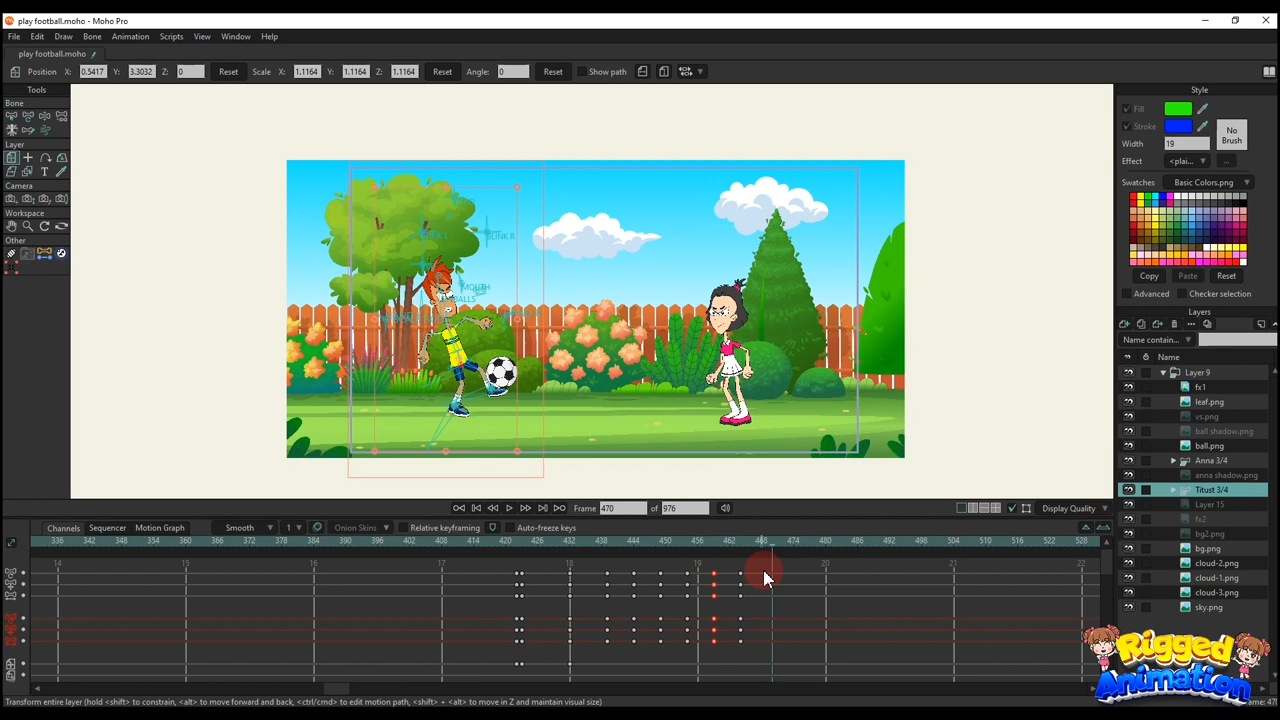 play football.moho - Moho Pro
File Edit Draw Bone Animation Scripts View Window Help
play football.moho
Position X: 0.5417 Y: 3.3032 Z: 0 Reset Scale X: 1.1164 Y: 1.1164 Z: 1.1164 Reset Angle: 0 Reset Show path
Tools
Bone
Layer
Camera
Workspace
Other
BLINK R
MOUTH
Style
Fill
Stroke
No Brush
Width 19
Effect <plai...
Swatches Basic Colors.png
Copy Paste Reset
Advanced Checker selection
Layers
Name contain...
Name
Layer 9
fx1
leaf.png
vs.png
ball shadow.png
ball.png
Anna 3/4
anna shadow.png
Titust 3/4
Layer 15
fx2
bg2.png
bg.png
cloud-2.png
cloud-1.png
cloud-3.png
sky.png
Frame 470 of 976 Display Quality
Channels Sequencer Motion Graph Smooth 1 Onion Skins Relative keyframing Auto-freeze keys
336 342 348 354 360 366 372 378 384 390 396 402 408 414 420 426 432 438 444 450 456 462 468 474 480 486 492 498 504 510 516 522 528
14 15 16 17 18 19 20 21 22
Rigged
Animation
Transform entire layer (hold <shift> to constrain, <alt> to move forward and back, <ctrl/cmd> to edit motion path, <shift> + <alt> to move in Z and maintain visual size)